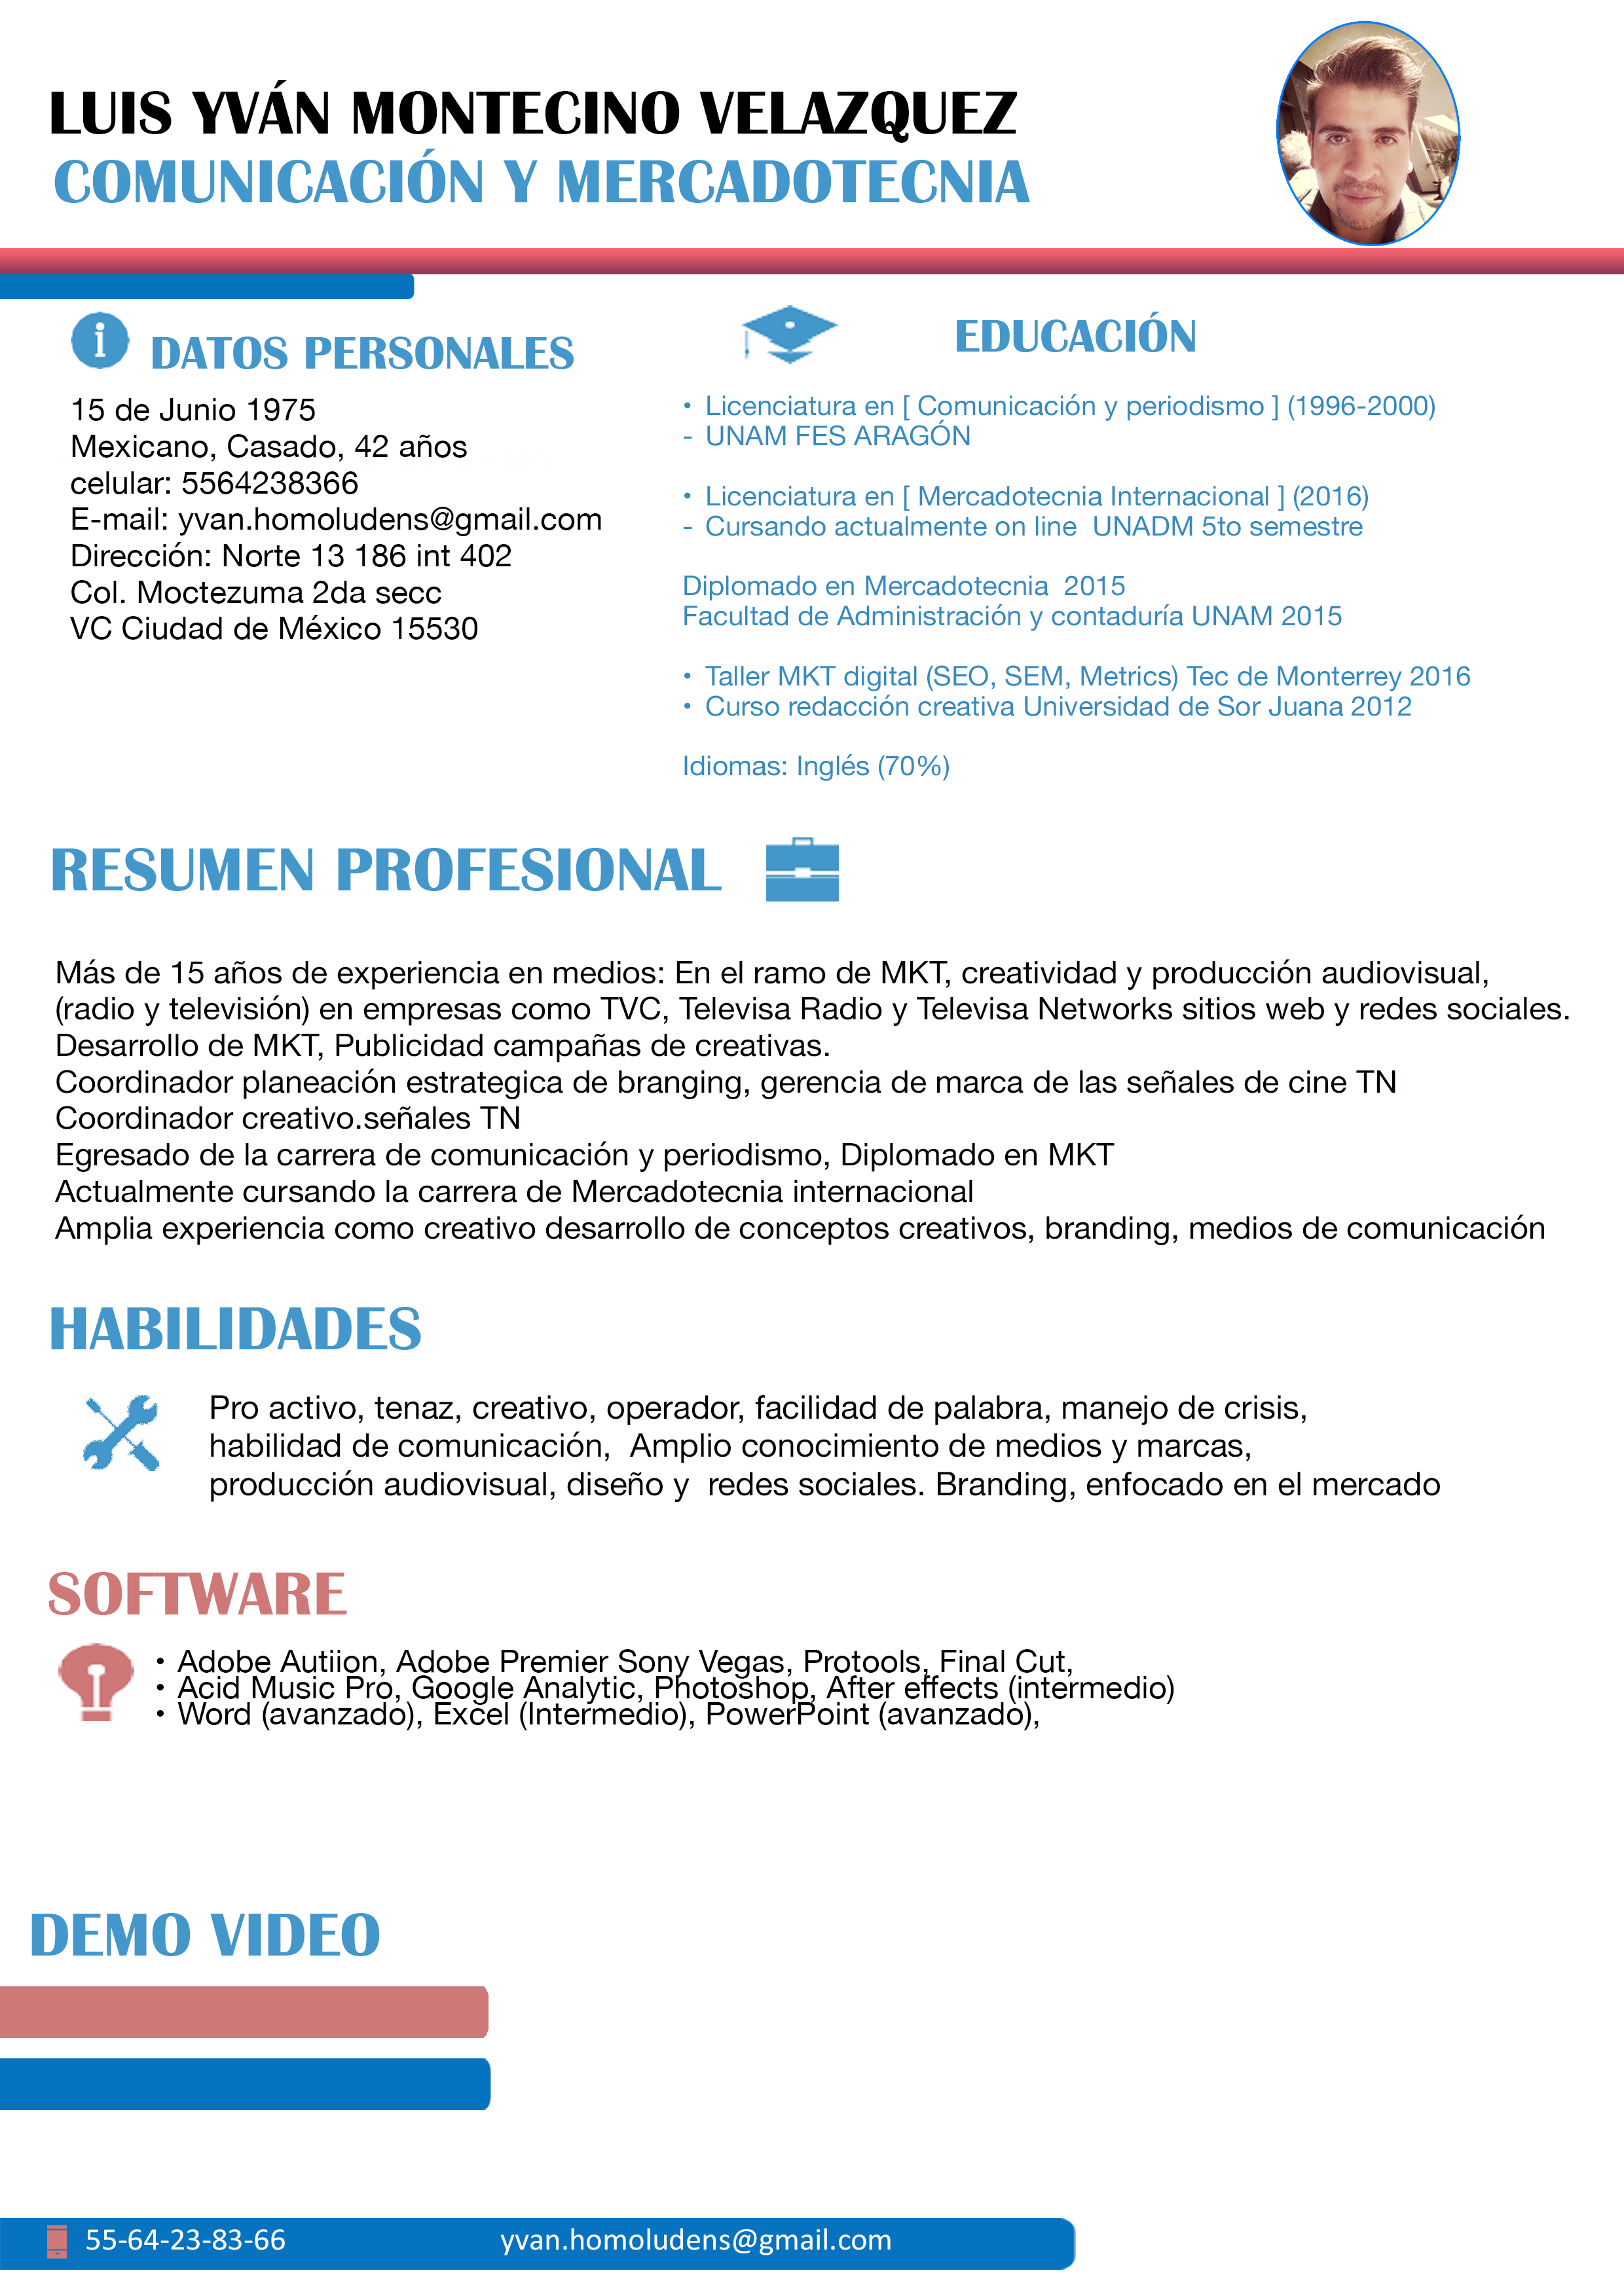 LUIS YVÁN MONTECINO VELAZQUEZ
COMUNICACIÓN Y MERCADOTECNIA
DATOS PERSONALES
15 de Junio 1975
Mexicano, Casado, 42 años
celular: 5564238366
E-mail: yvan.homoludens@gmail.com
Dirección: Norte 13 186 int 402
Col. Moctezuma 2da secc
VC Ciudad de México 15530
EDUCACIÓN
• Licenciatura en [ Comunicación y periodismo ] (1996-2000)
- UNAM FES ARAGÓN
• Licenciatura en [ Mercadotecnia Internacional ] (2016)
- Cursando actualmente on line  UNADM 5to semestre
Diplomado en Mercadotecnia  2015
Facultad de Administración y contaduría UNAM 2015
• Taller MKT digital (SEO, SEM, Metrics) Tec de Monterrey 2016
• Curso redacción creativa Universidad de Sor Juana 2012
Idiomas: Inglés (70%)
RESUMEN PROFESIONAL
Más de 15 años de experiencia en medios: En el ramo de MKT, creatividad y producción audiovisual,
(radio y televisión) en empresas como TVC, Televisa Radio y Televisa Networks sitios web y redes sociales.
Desarrollo de MKT, Publicidad campañas de creativas.
Coordinador planeación estrategica de branging, gerencia de marca de las señales de cine TN
Coordinador creativo.señales TN
Egresado de la carrera de comunicación y periodismo, Diplomado en MKT
Actualmente cursando la carrera de Mercadotecnia internacional
Amplia experiencia como creativo desarrollo de conceptos creativos, branding, medios de comunicación
HABILIDADES
Pro activo, tenaz, creativo, operador, facilidad de palabra, manejo de crisis,
habilidad de comunicación,  Amplio conocimiento de medios y marcas,
producción audiovisual, diseño y  redes sociales. Branding, enfocado en el mercado
SOFTWARE
• Adobe Autiion, Adobe Premier Sony Vegas, Protools, Final Cut,
• Acid Music Pro, Google Analytic, Photoshop, After effects (intermedio)
• Word (avanzado), Excel (Intermedio), PowerPoint (avanzado),
DEMO VIDEO
55-64-23-83-66
yvan.homoludens@gmail.com